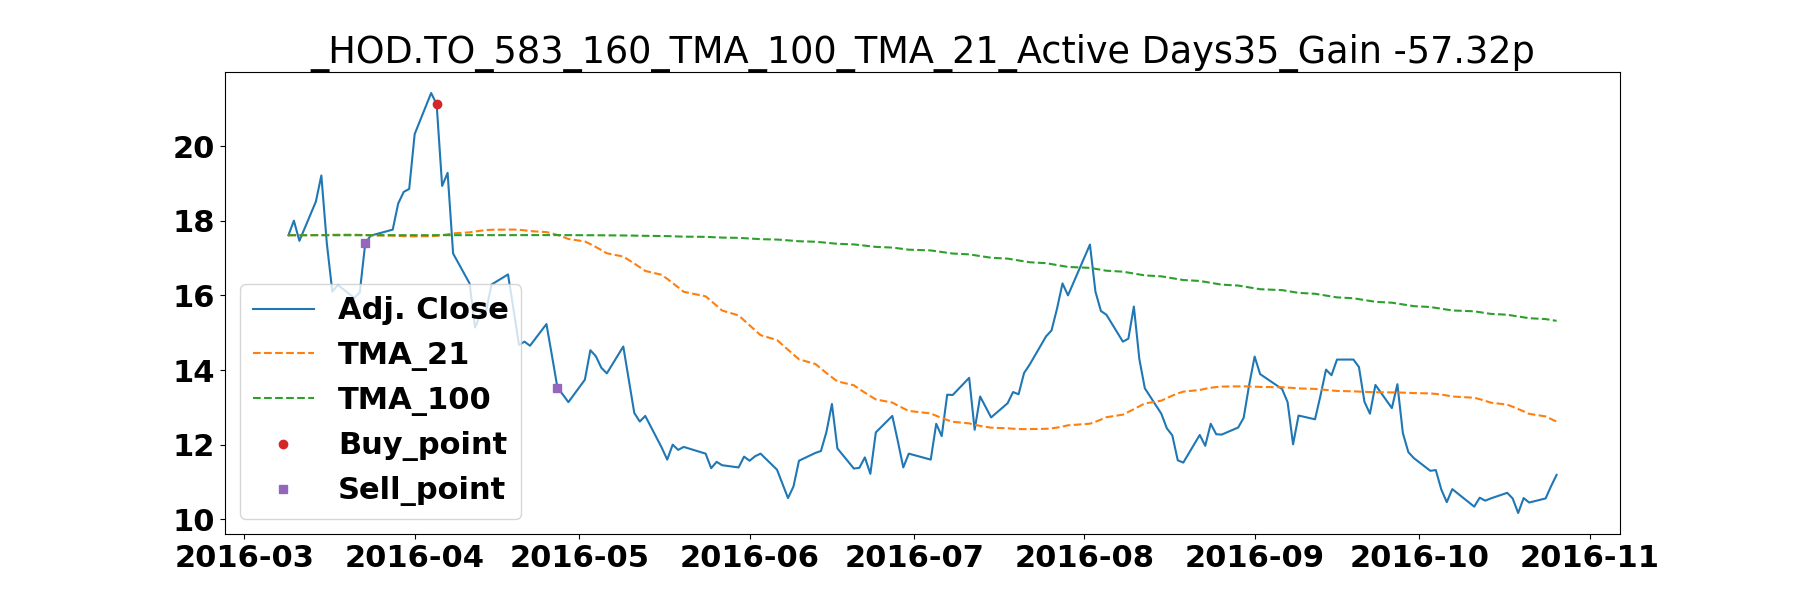 _HOD.TO_583_160_TMA_100_TMA_21_Active Days35_Gain -57.32p
20
18
16
14
12
10
Adj. Close
TMA_21
TMA_100
Buy_point
Sell_point
2016-03 2016-04 2016-05 2016-06 2016-07 2016-08 2016-09 2016-10 2016-11